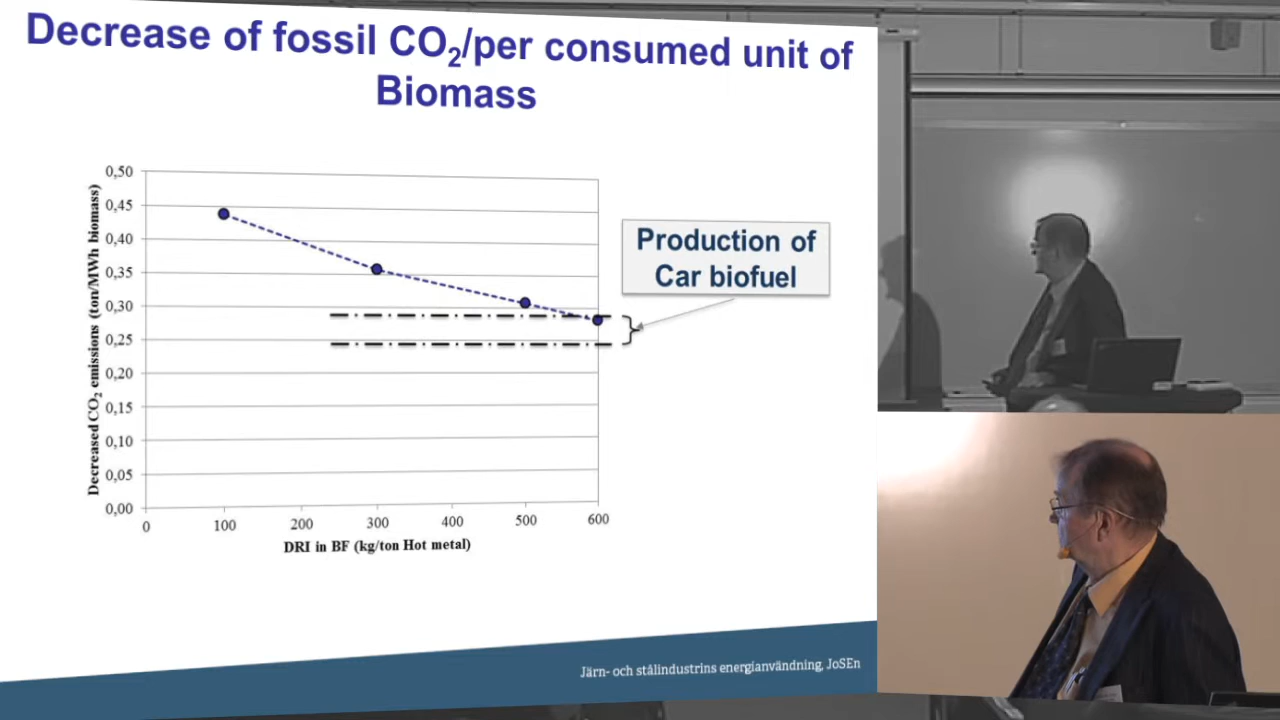 Decrease of fossil CO₂/per consumed unit of
Biomass
Decreased CO₂ emissions (ton/MWh biomass)
0,50
0,45
0,40
0,35
0,30
0,25
0,20
0,15
0,10
0,05
0,00
0
100
200
300
400
500
600
DRI in BF (kg/ton Hot metal)
Production of
Car biofuel
Järn- och stålindustrins energianvändning, JoSEn